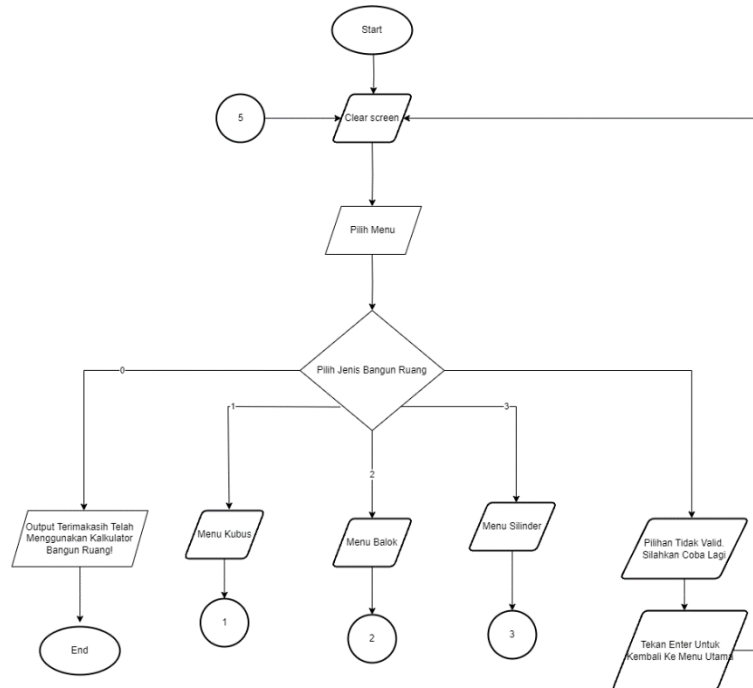 Start
5
Clear screen
Pilih Menu
Pilih Jenis Bangun Ruang
0
1
2
3
Output Terimakasih Telah
Menggunakan Kalkulator
Bangun Ruang!
Menu Kubus
Menu Balok
Menu Silinder
Pilihan Tidak Valid.
Silahkan Coba Lagi
End
1
2
3
Tekan Enter Untuk
Kembali Ke Menu Utama